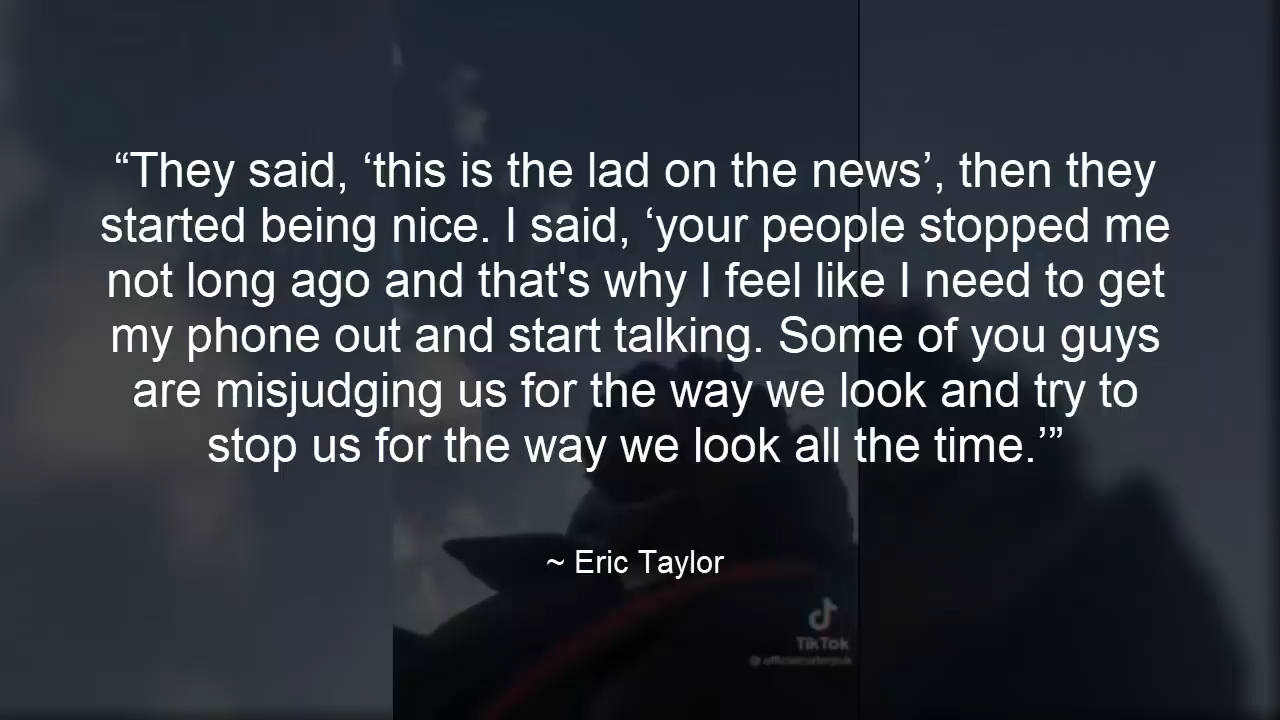 “They said, ‘this is the lad on the news’, then they
started being nice. I said, ‘your people stopped me
not long ago and that's why I feel like I need to get
my phone out and start talking. Some of you guys
are misjudging us for the way we look and try to
stop us for the way we look all the time.’”
~ Eric Taylor
TikTok